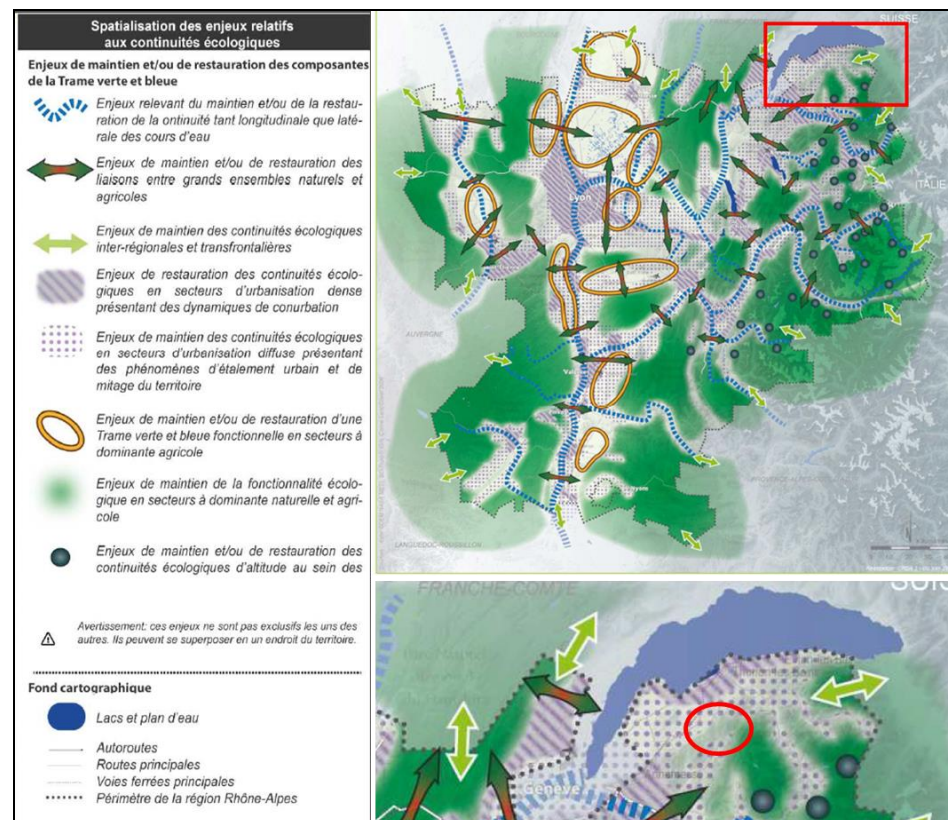 Spatialisation des enjeux relatifs
aux continuités écologiques
Enjeux de maintien et/ou de restauration des composantes
de la Trame verte et bleue
Enjeux relevant du maintien et/ou de la restau-
ration de la ontinuité tant longitudinale que laté-
rale des cours d'eau
Enjeux de maintien et/ou de restauration des
liaisons entre grands ensembles naturels et
agricoles
Enjeux de maintien des continuités écologiques
inter-régionales et transfrontalières
Enjeux de restauration des continuités écolo-
giques en secteurs d'urbanisation dense
présentant des dynamiques de conurbation
Enjeux de maintien des continuités écologiques
en secteurs d'urbanisation diffuse présentant
des phénomènes d'étalement urbain et de
mitage du territoire
Enjeux de maintien et/ou de restauration d'une
Trame verte et bleue fonctionnelle en secteurs à
dominante agricole
Enjeux de maintien de la fonctionnalité écolo-
gique en secteurs à dominante naturelle et agri-
cole
Enjeux de maintien et/ou de restauration des
continuités écologiques d'altitude au sein des
Avertissement: ces enjeux ne sont pas exclusifs les uns des
autres. Ils peuvent se superposer en un endroit du territoire.
Fond cartographique
Lacs et plan d'eau
Autoroutes
Routes principales
Voies ferrées principales
Périmètre de la région Rhône-Alpes
SUISSE
ITALIE
Lyon
AUVERGNE
LANGUEDOC-ROUSSILLON
FRANCHE-COMTE
SUIS
Genève